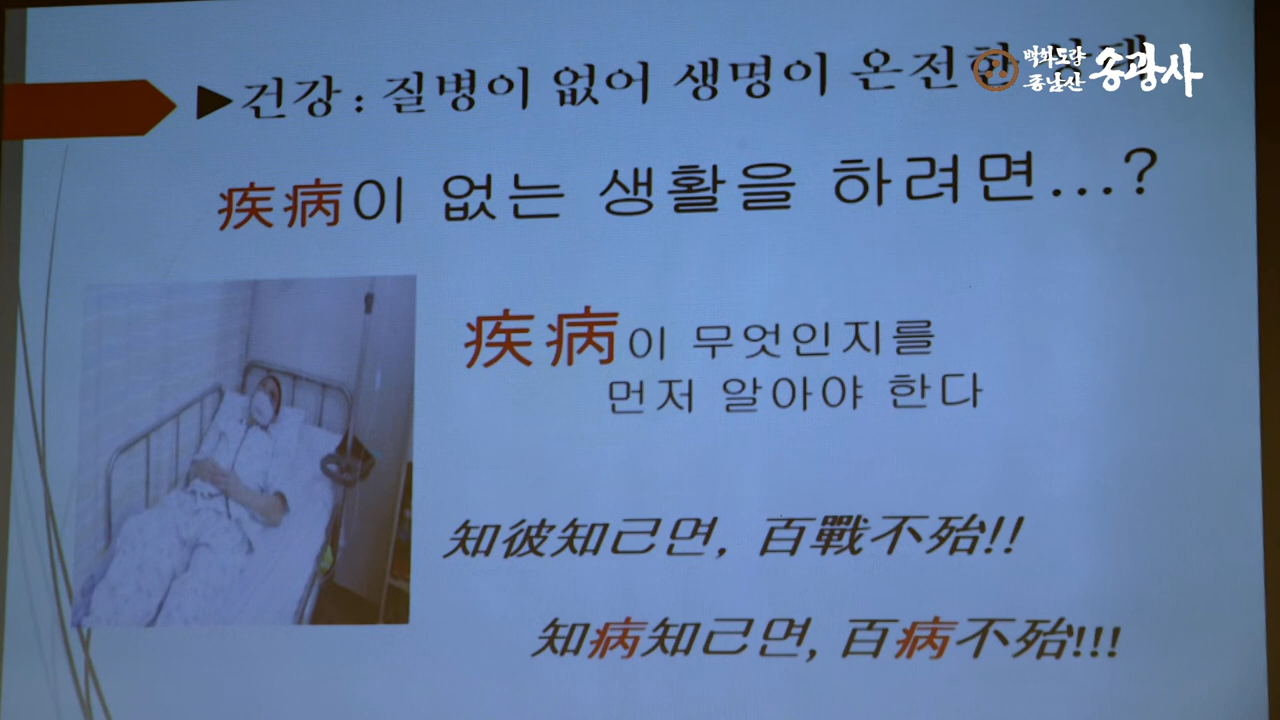 백화도량
종남산 송광사
►건강 : 질병이 없어 생명이 온전한
疾病이 없는 생활을 하려면...?
疾病이 무엇인지를
먼저 알아야 한다
知彼知己면, 百戰不殆!!
知病知己면, 百病不殆!!!